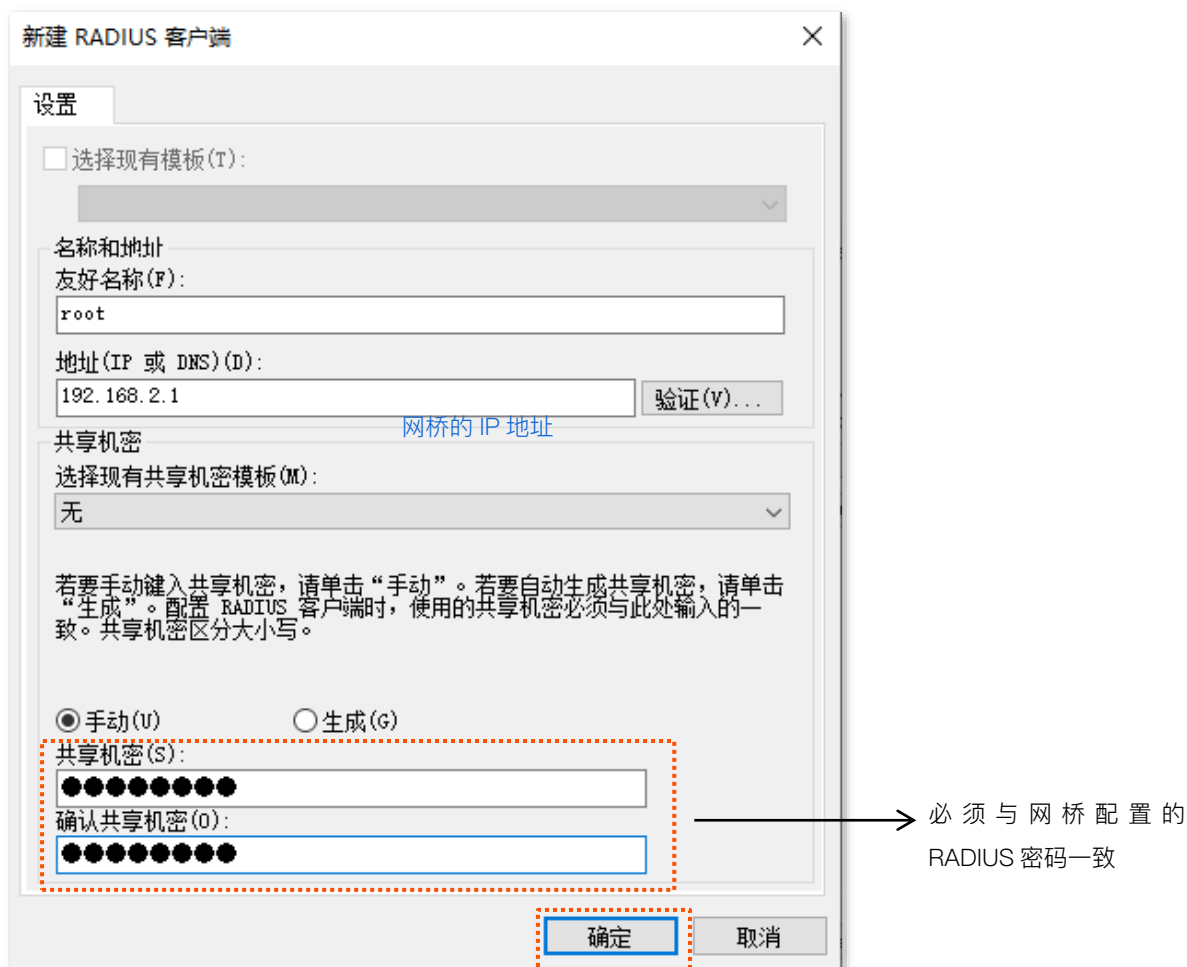 新建 RADIUS 客户端
设置
选择现有模板(T):
名称和地址
友好名称(F):
root
地址(IP 或 DNS)(D):
192.168.2.1
验证(V)...
网桥的 IP 地址
共享机密
选择现有共享机密模板(M):
无
若要手动键入共享机密，请单击“手动”。若要自动生成共享机密，请单击
“生成”。配置 RADIUS 客户端时，使用的共享机密必须与此处输入的一
致。共享机密区分大小写。
手动(U) 生成(G)
共享机密(S):
●●●●●●●●
确认共享机密(O):
●●●●●●●●
必须与网桥配置的
RADIUS 密码一致
确定 取消